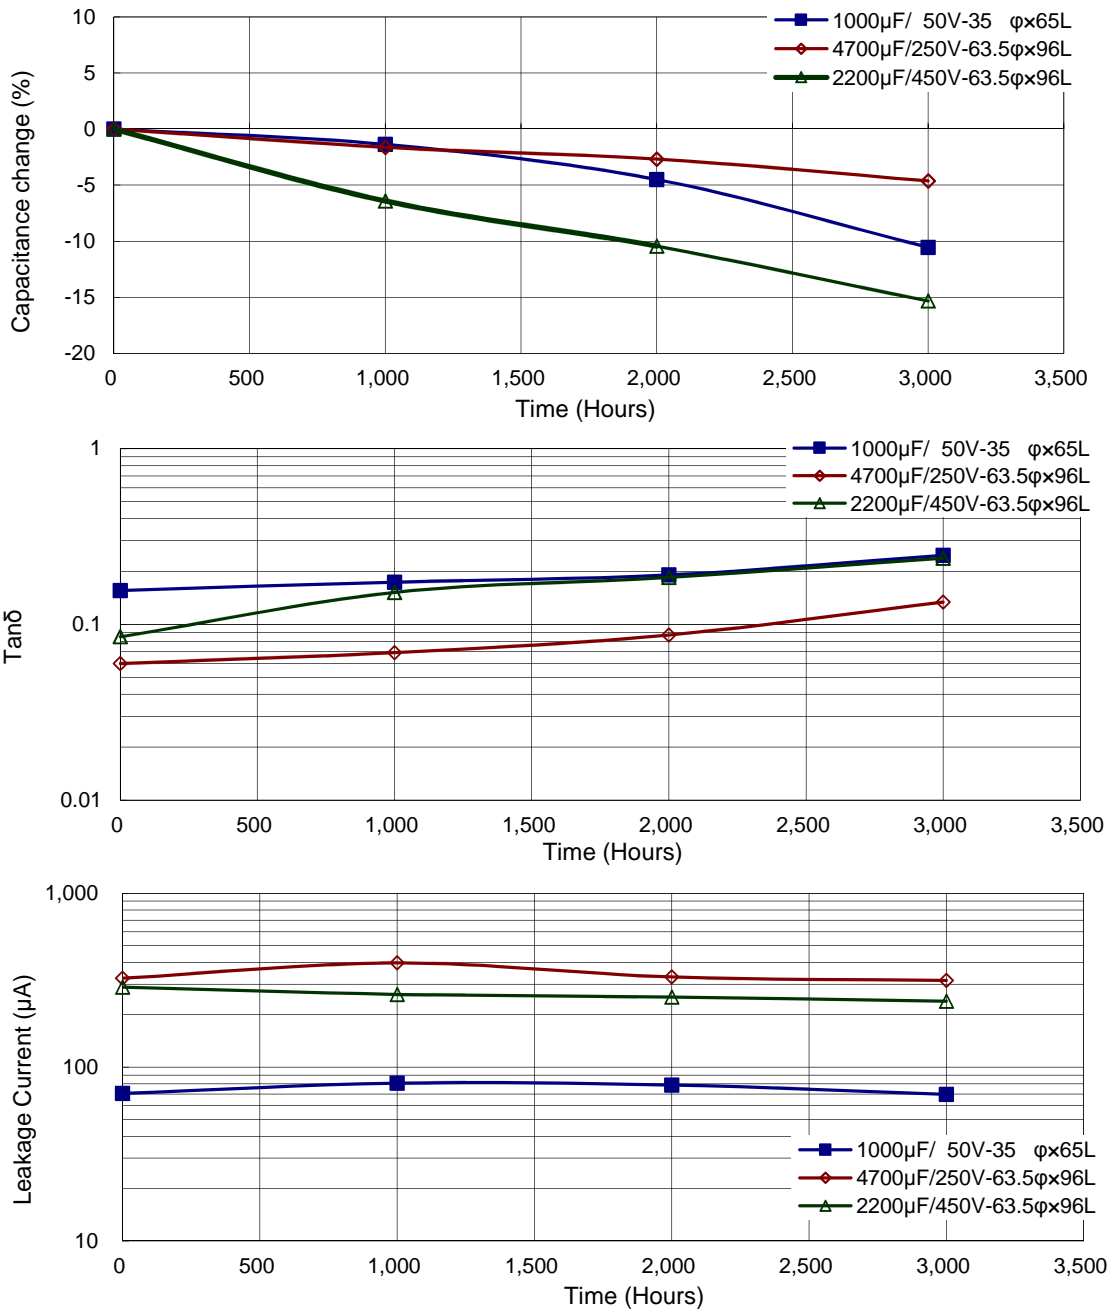 10
5
0
-5
-10
-15
-20
Capacitance change (%)
1000μF/ 50V-35 φ×65L
4700μF/250V-63.5φ×96L
2200μF/450V-63.5φ×96L
0 500 1,000 1,500 2,000 2,500 3,000 3,500
Time (Hours)
1
0.1
0.01
Tanδ
1000μF/ 50V-35 φ×65L
4700μF/250V-63.5φ×96L
2200μF/450V-63.5φ×96L
0 500 1,000 1,500 2,000 2,500 3,000 3,500
Time (Hours)
1,000
100
10
Leakage Current (μA)
1000μF/ 50V-35 φ×65L
4700μF/250V-63.5φ×96L
2200μF/450V-63.5φ×96L
0 500 1,000 1,500 2,000 2,500 3,000 3,500
Time (Hours)